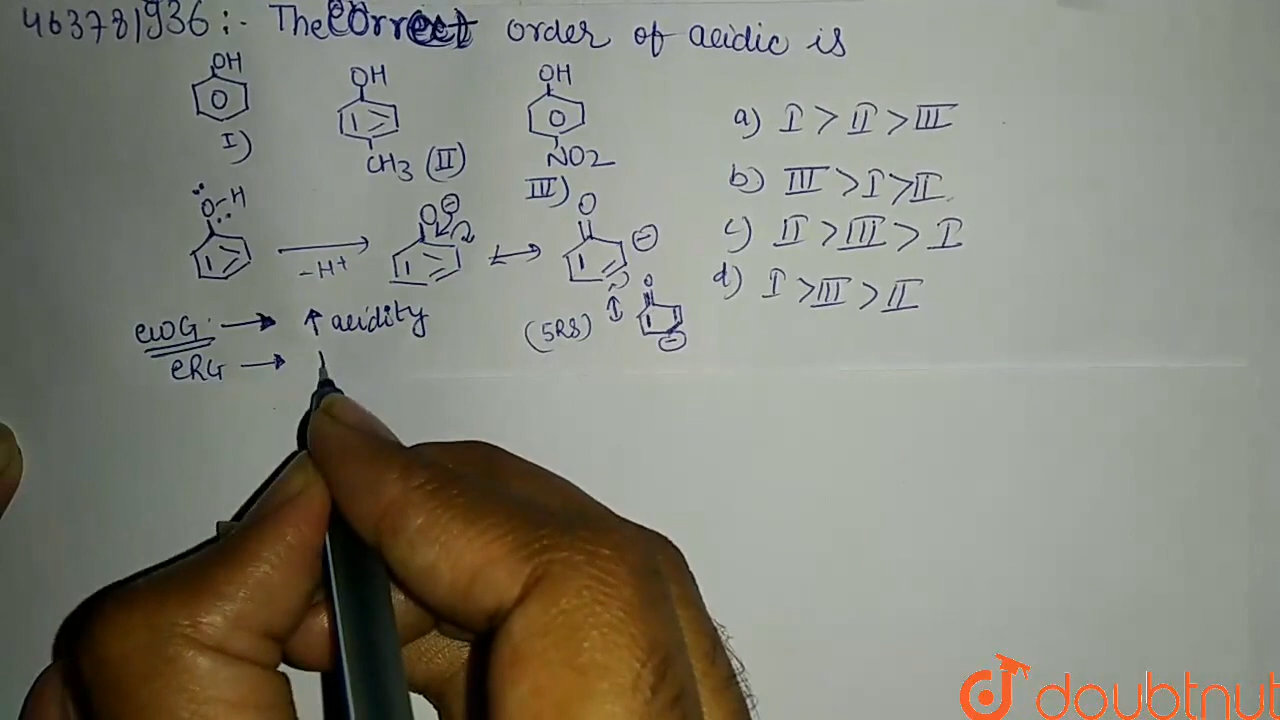 463781936:- The correct order of acidic is
OH
I)
OH
CH3 (II)
OH
NO2
III)
a) I > II > III
b) III > I > II
c) II > III > I
d) I > III > II
O-H
-H+
O
O
O
(5RS)
EWG → ↑ acidity
ERG →
doubtnut